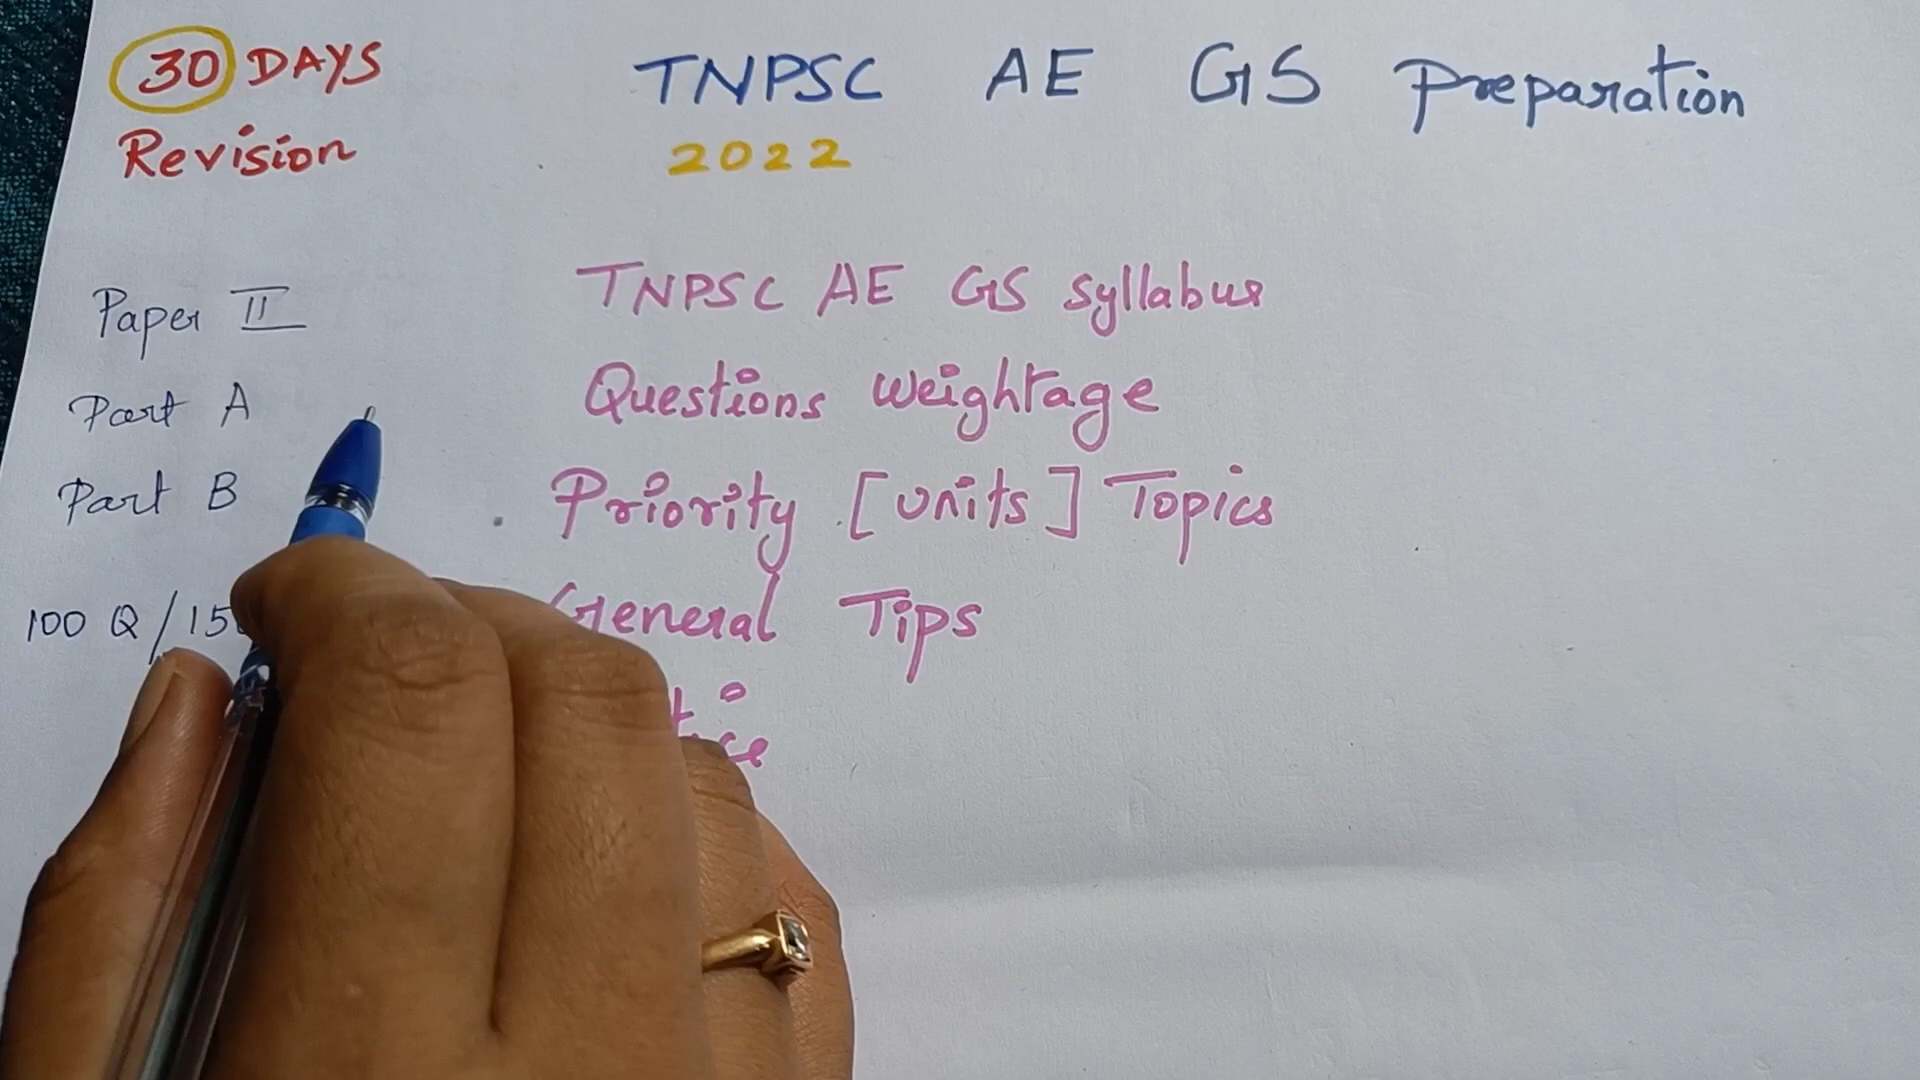 30 DAYS
Revision
TNPSC AE GS Preparation
2022
Paper II
Part A
Part B
100 Q /
TNPSC AE GS syllabus
Questions weightage
Priority [units] Topics
General Tips